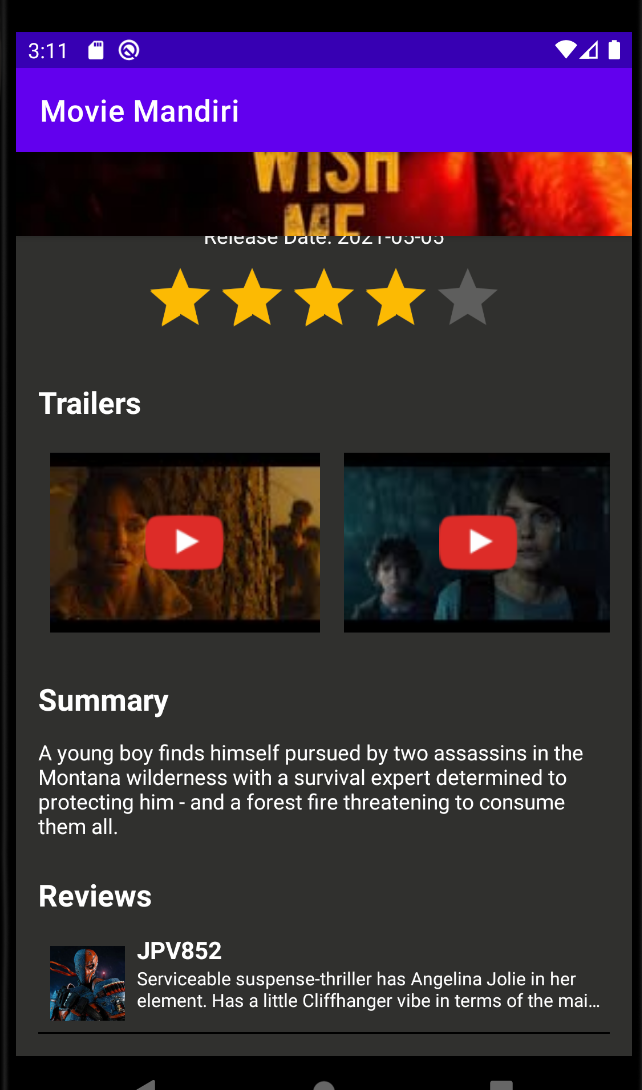 3:11
Movie Mandiri
WISH
ME
Release Date: 2021-05-05
Trailers
Summary
A young boy finds himself pursued by two assassins in the
Montana wilderness with a survival expert determined to
protecting him - and a forest fire threatening to consume
them all.
Reviews
JPV852
Serviceable suspense-thriller has Angelina Jolie in her
element. Has a little Cliffhanger vibe in terms of the mai...